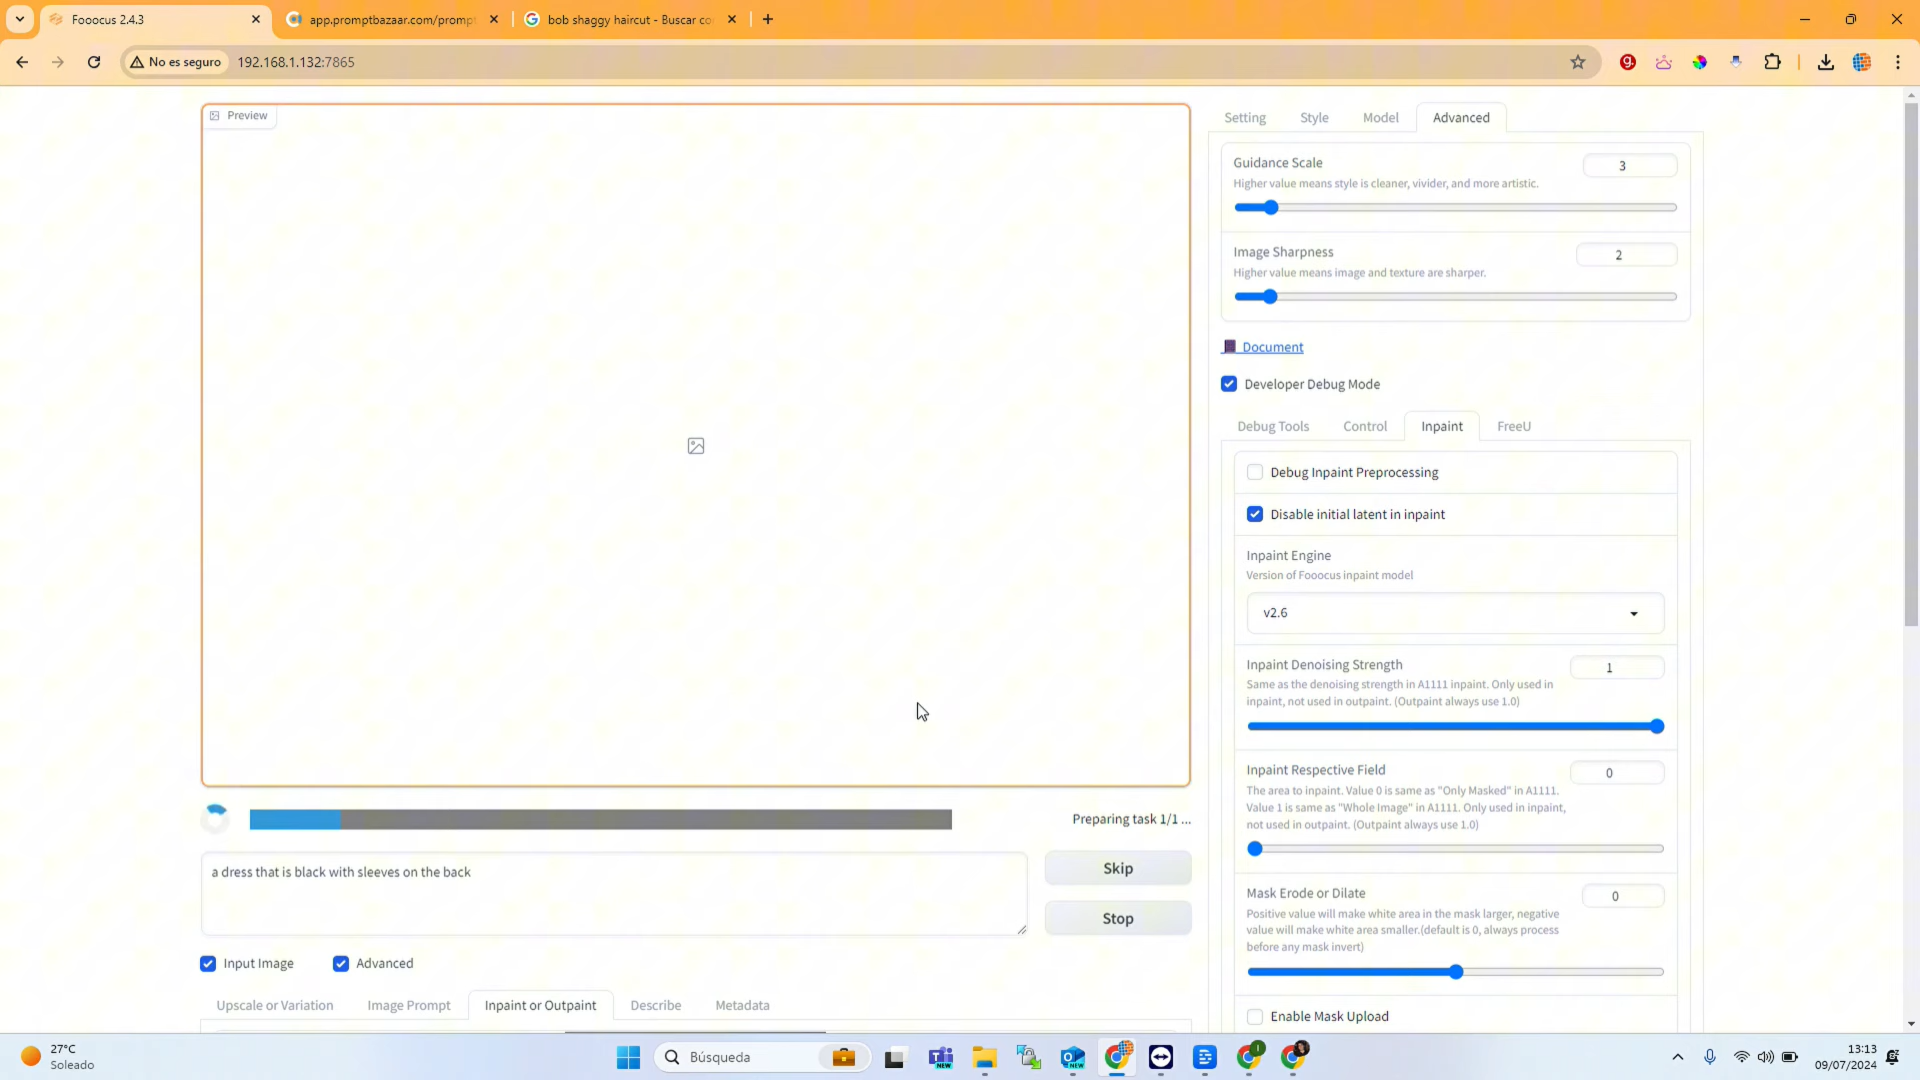 Fooocus 2.4.3
app.promptbazaar.com/promp
bob shaggy haircut - Buscar co
No es seguro
192.168.1.132:7865
Preview
Setting
Style
Model
Advanced
Guidance Scale
3
Higher value means style is cleaner, vivider, and more artistic.
Image Sharpness
2
Higher value means image and texture are sharper.
Document
Developer Debug Mode
Debug Tools
Control
Inpaint
FreeU
Debug Inpaint Preprocessing
Disable initial latent in inpaint
Inpaint Engine
Version of Fooocus inpaint model
v2.6
Inpaint Denoising Strength
1
Same as the denoising strength in A1111 inpaint. Only used in
inpaint, not used in outpaint. (Outpaint always use 1.0)
Inpaint Respective Field
0
The area to inpaint. Value 0 is same as "Only Masked" in A1111.
Value 1 is same as "Whole Image" in A1111. Only used in inpaint,
not used in outpaint. (Outpaint always use 1.0)
Mask Erode or Dilate
0
Positive value will make white area in the mask larger, negative
value will make white area smaller.(default is 0, always process
before any mask invert)
Enable Mask Upload
Preparing task 1/1 ...
a dress that is black with sleeves on the back
Skip
Stop
Input Image
Advanced
Upscale or Variation
Image Prompt
Inpaint or Outpaint
Describe
Metadata
27°C
Soleado
Búsqueda
NEW
NEW
13:13
09/07/2024